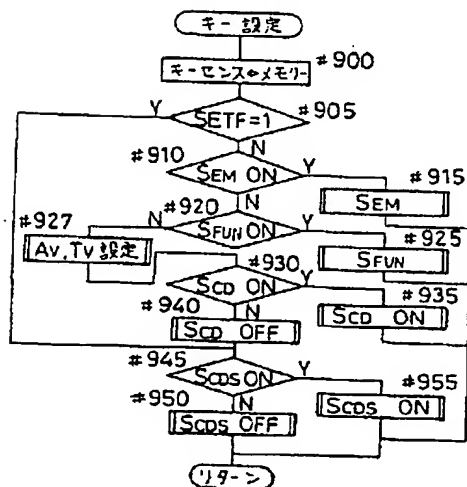 キー設定
#900
キーセンス⇔メモリー
#905
Y
SETF=1
N
#910
SEM ON
Y
#915
SEM
N
#920
N
SFUN ON
Y
#925
SFUN
#927
AV,TV 設定
#930
SCD ON
Y
#935
SCD ON
N
#940
SCD OFF
#945
SCDS ON
Y
#955
SCDS ON
N
#950
SCDS OFF
リターン